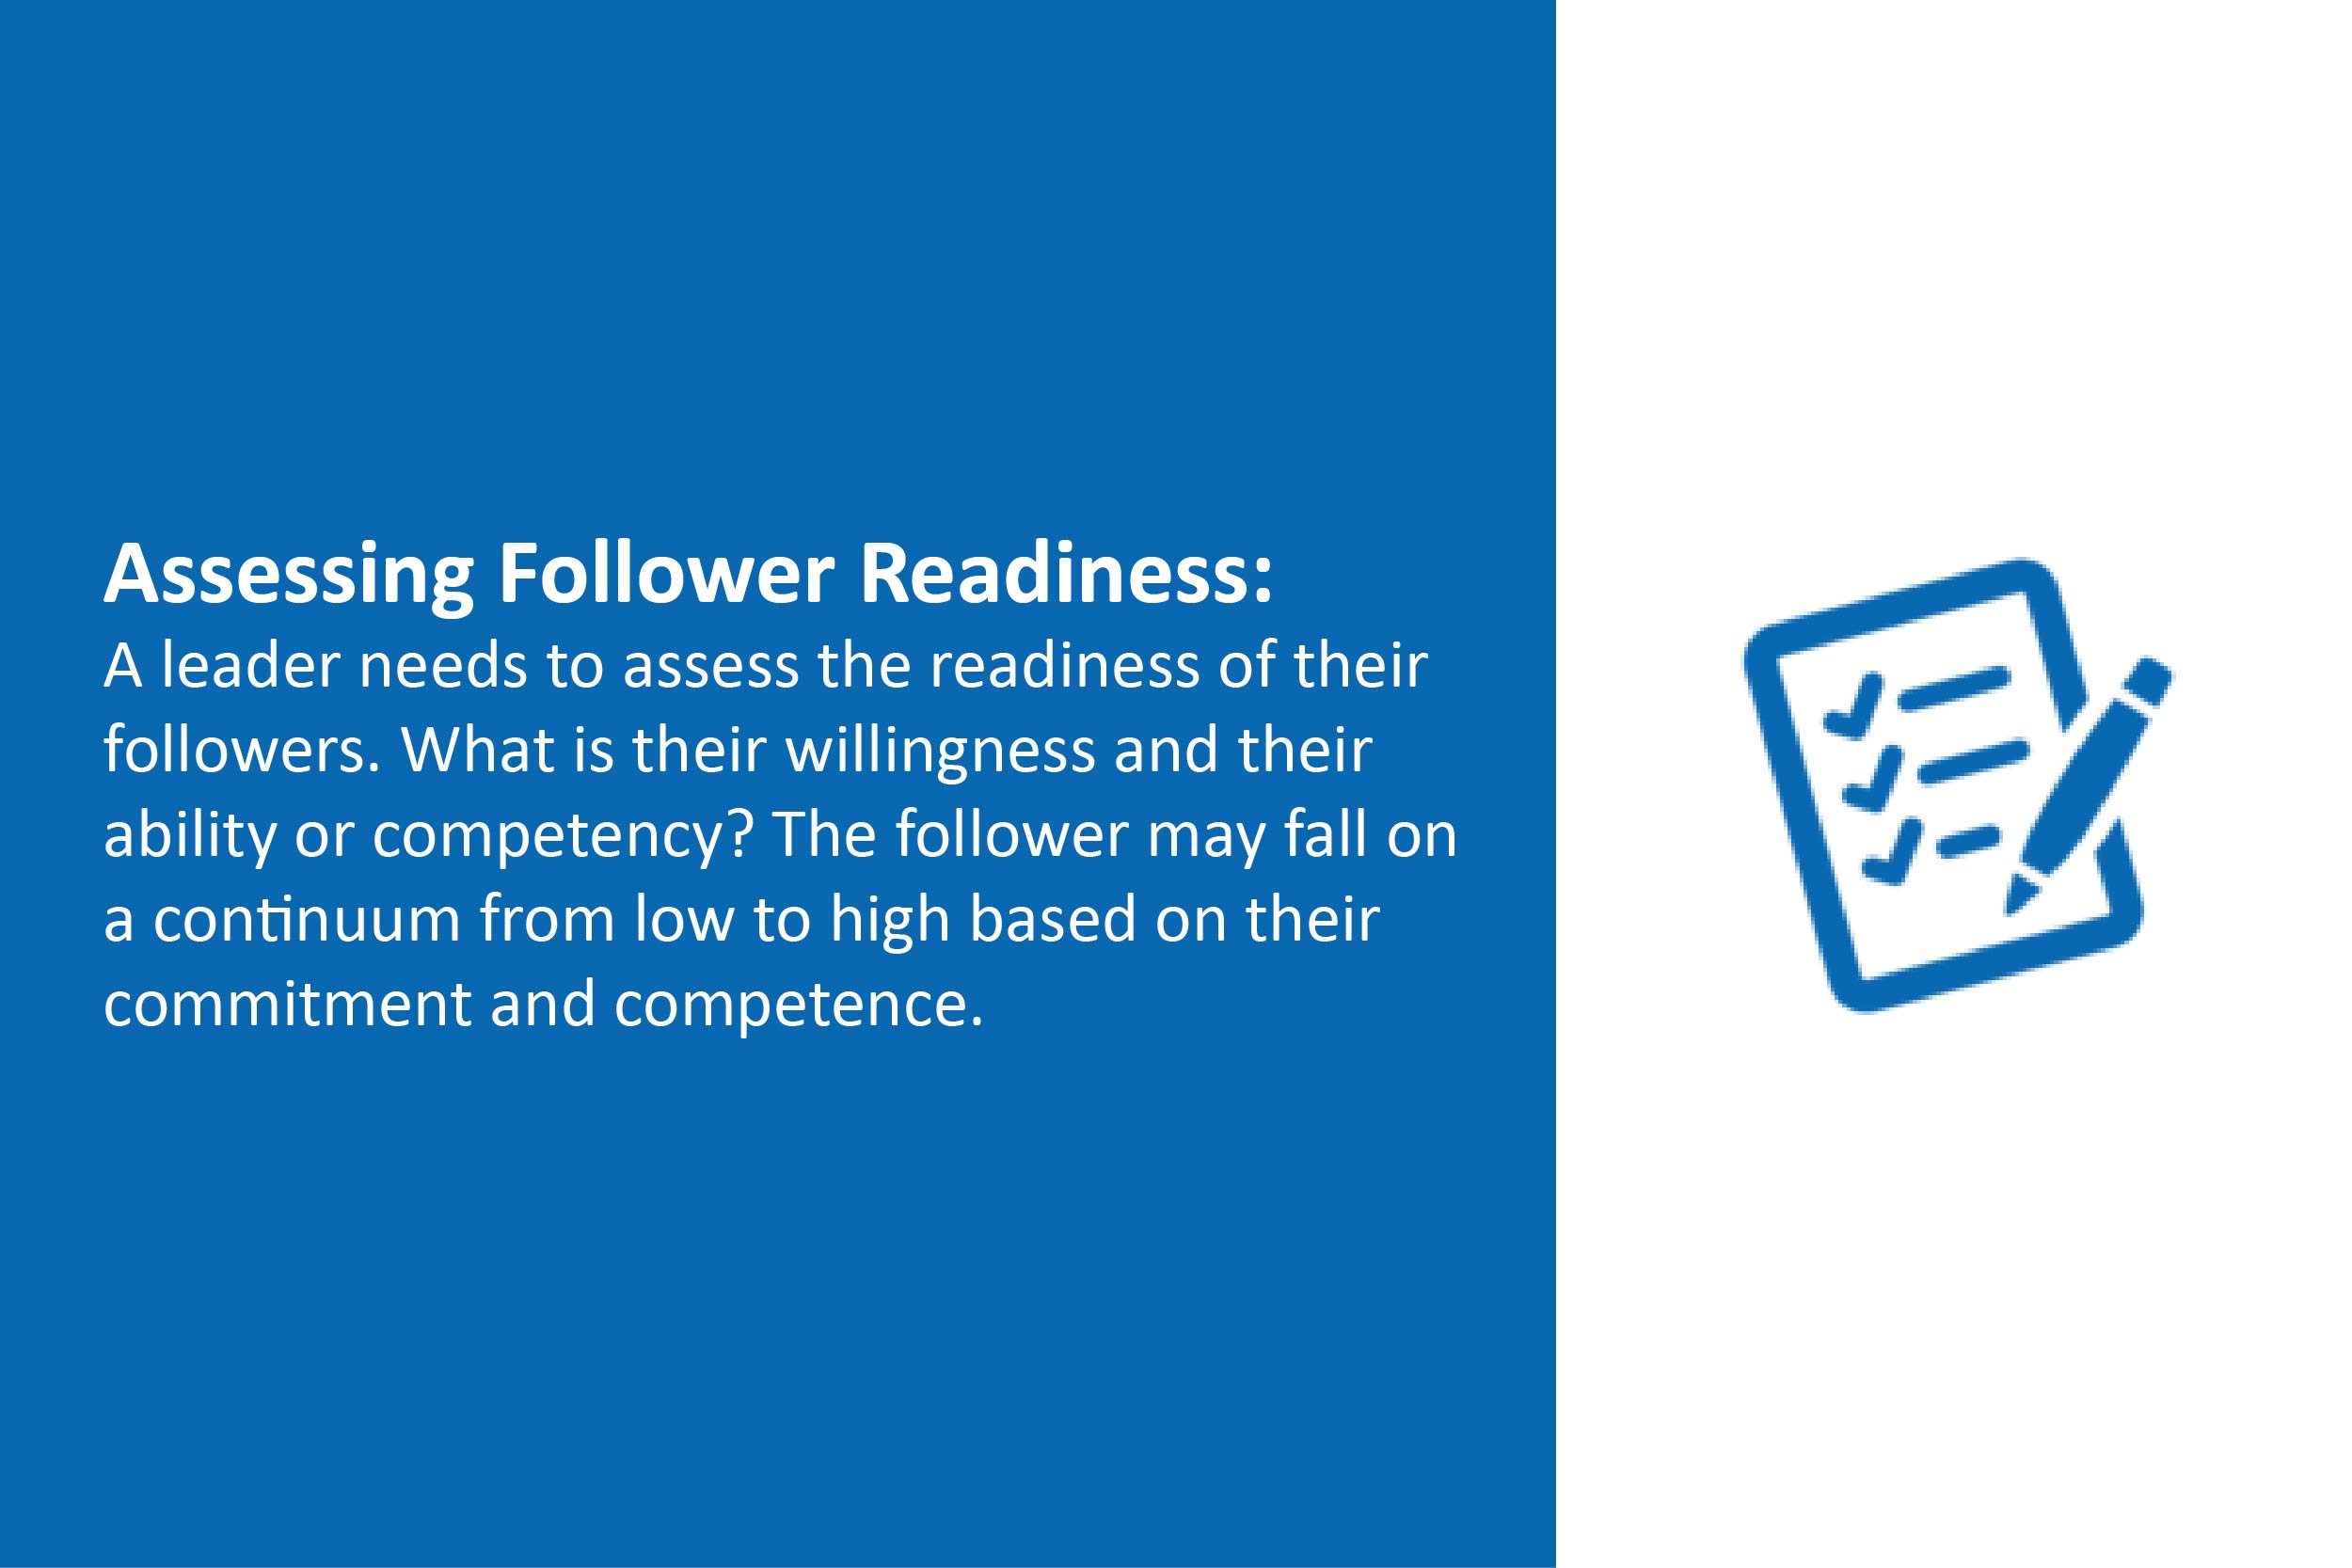 Assessing Follower Readiness:
A leader needs to assess the readiness of their
followers. What is their willingness and their
ability or competency? The follower may fall on
a continuum from low to high based on their
commitment and competence.